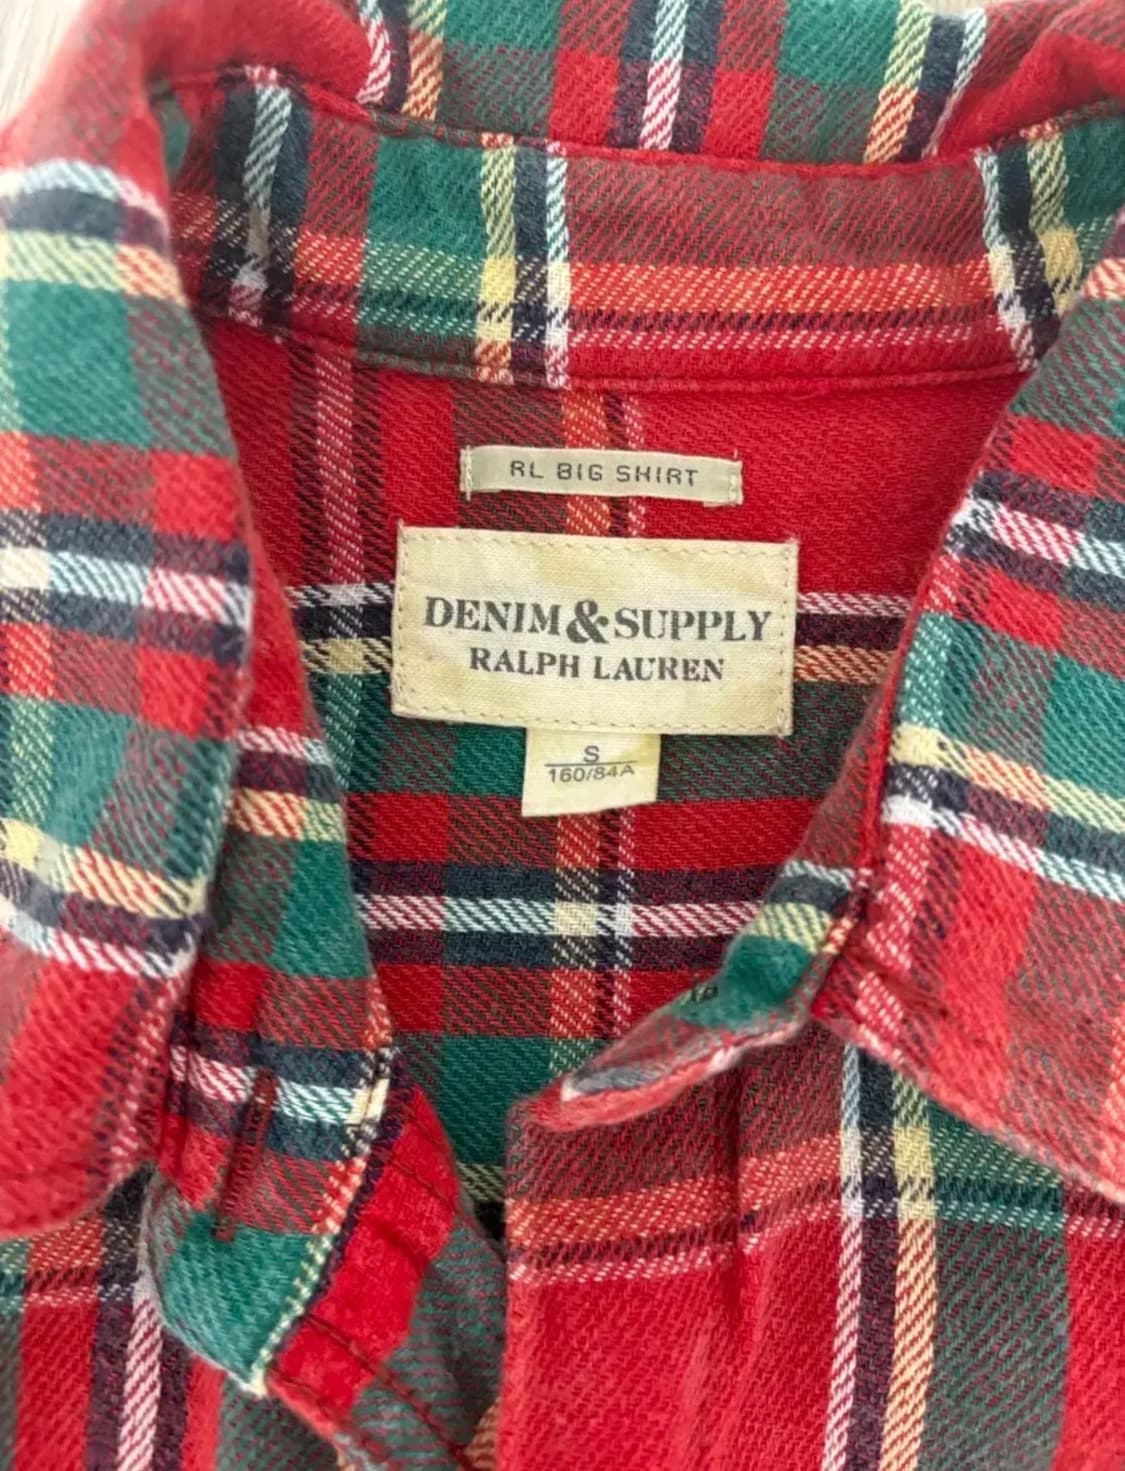 RL BIG SHIRT
DENIM & SUPPLY
RALPH LAUREN
S
160/84A